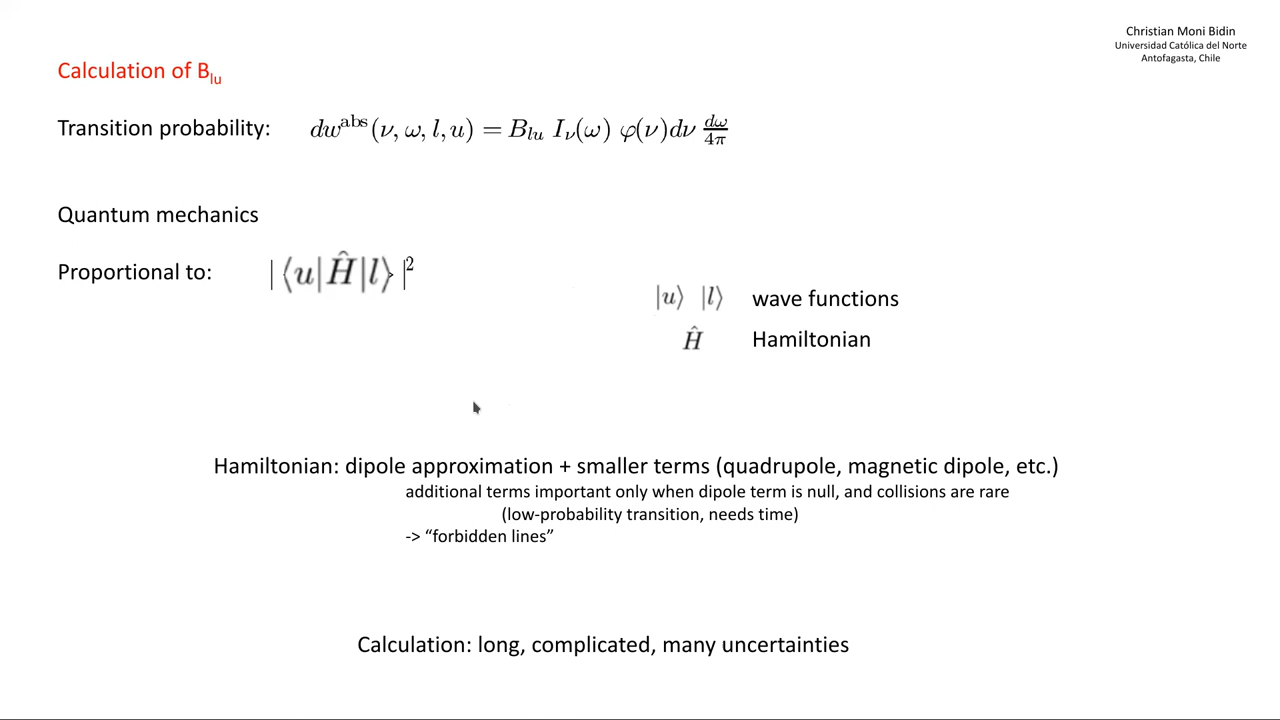 Christian Moni Bidin
Universidad Católica del Norte
Antofagasta, Chile
Calculation of B_lu
Transition probability: dw^abs(ν, ω, l, u) = B_lu I_ν(ω) φ(ν)dν dω/4π
Quantum mechanics
Proportional to: |⟨u|Ĥ|l⟩|²
|u⟩ |l⟩ wave functions
Ĥ Hamiltonian
Hamiltonian: dipole approximation + smaller terms (quadrupole, magnetic dipole, etc.)
additional terms important only when dipole term is null, and collisions are rare
(low-probability transition, needs time)
-> “forbidden lines”
Calculation: long, complicated, many uncertainties